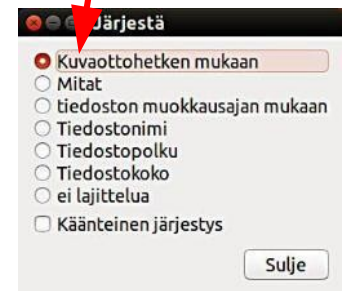 Järjestä
Kuvaottohetken mukaan
Mitat
tiedoston muokkausajan mukaan
Tiedostonimi
Tiedostopolku
Tiedostokoko
ei lajittelua
Käänteinen järjestys
Sulje